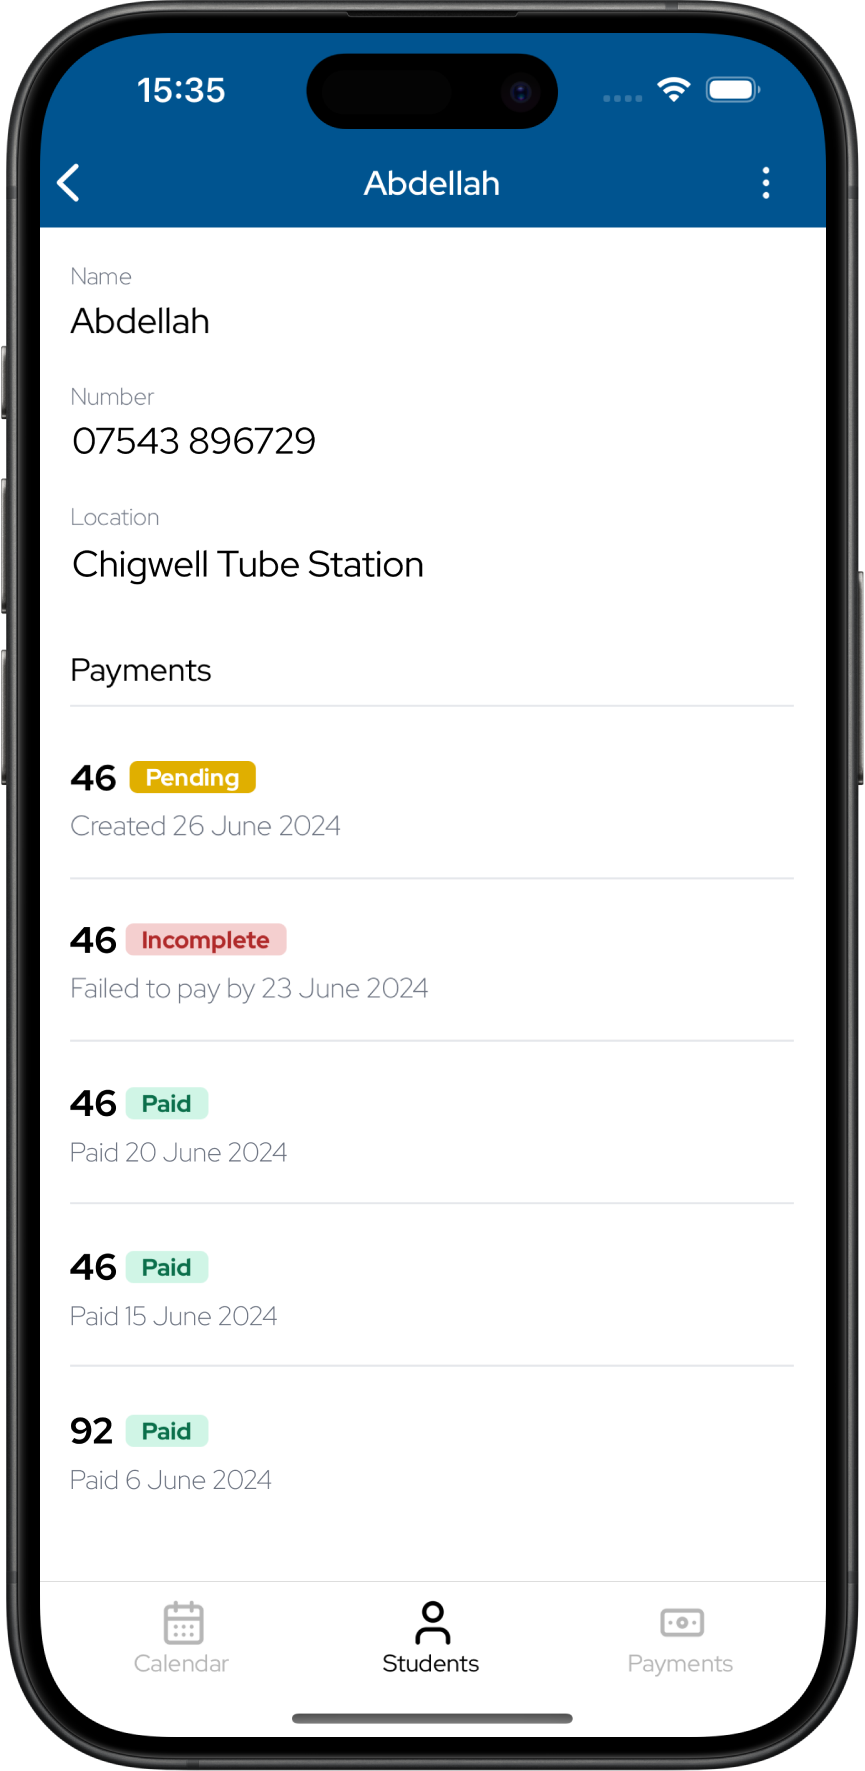 15:35
Abdellah
Name
Abdellah
Number
07543 896729
Location
Chigwell Tube Station
Payments
46 Pending
Created 26 June 2024
46 Incomplete
Failed to pay by 23 June 2024
46 Paid
Paid 20 June 2024
46 Paid
Paid 15 June 2024
92 Paid
Paid 6 June 2024
Calendar Students Payments